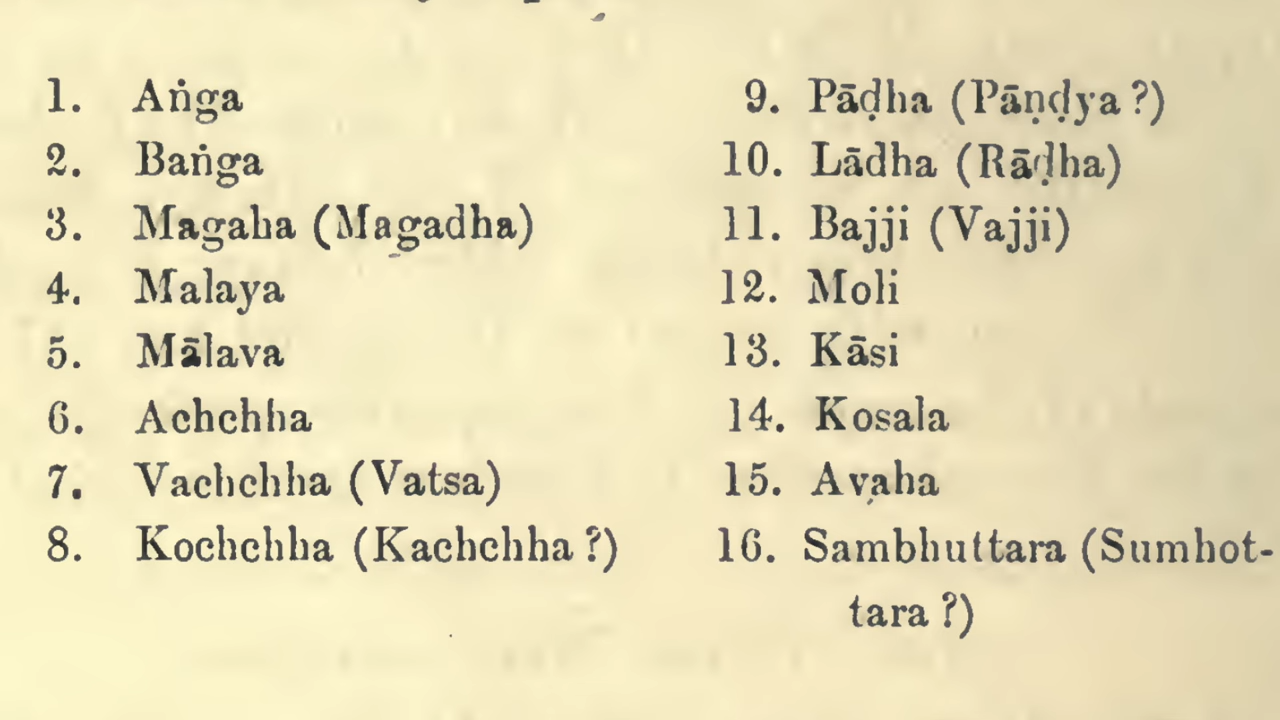 1. Aṅga
2. Baṅga
3. Magaha (Magadha)
4. Malaya
5. Mālava
6. Achchha
7. Vachchha (Vatsa)
8. Kochchha (Kachchha ?)
9. Pāḍha (Pāṇḍya ?)
10. Lādha (Rāḍha)
11. Bajji (Vajji)
12. Moli
13. Kāsi
14. Kosala
15. Avaha
16. Sambhuttara (Sumhot-
tara ?)